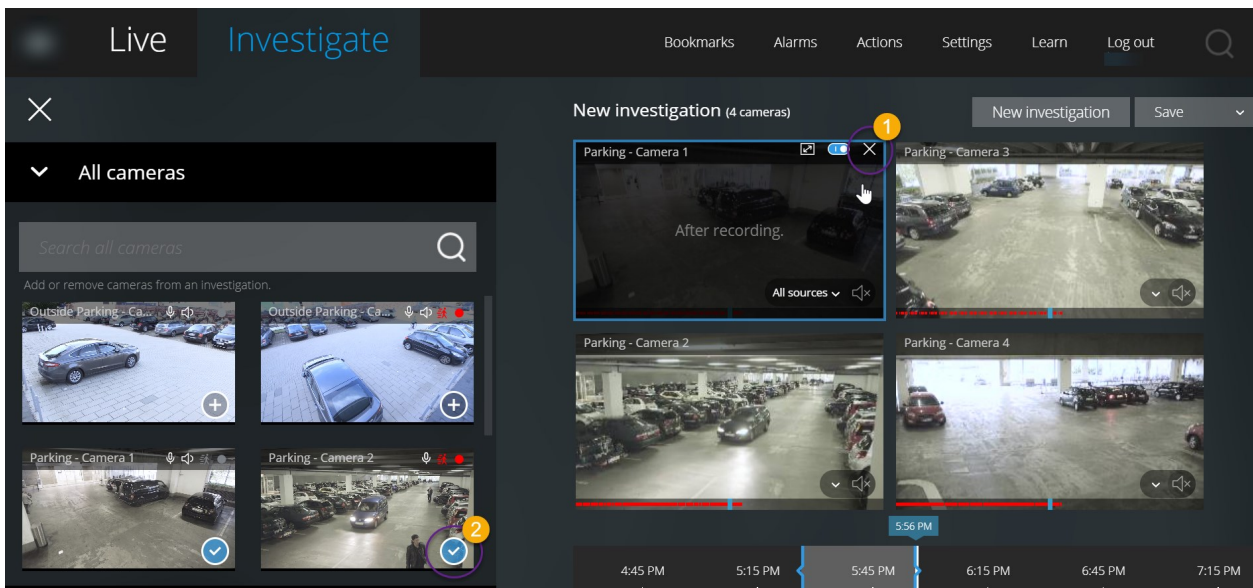 Live
Investigate
Bookmarks
Alarms
Actions
Settings
Learn
Log out
All cameras
Search all cameras
Add or remove cameras from an investigation.
Outside Parking - Ca...
Outside Parking - Ca...
Parking - Camera 1
Parking - Camera 2
2
New investigation (4 cameras)
New investigation
Save
1
Parking - Camera 1
After recording.
All sources
Parking - Camera 3
Parking - Camera 2
Parking - Camera 4
5:56 PM
4:45 PM
5:15 PM
5:45 PM
6:15 PM
6:45 PM
7:15 PM